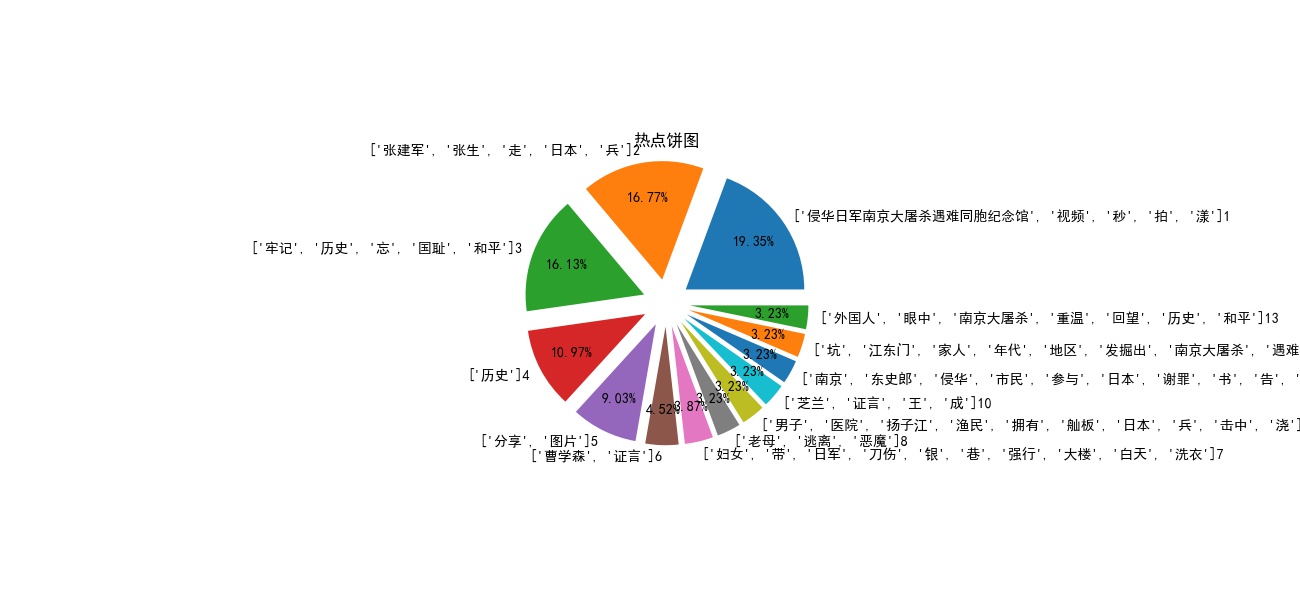 热点饼图
['张建军', '张生', '走', '日本', '兵']2
16.77%
['侵华日军南京大屠杀遇难同胞纪念馆', '视频', '秒', '拍', '漾']1
19.35%
['牢记', '历史', '忘', '国耻', '和平']3
16.13%
['外国人', '眼中', '南京大屠杀', '重温', '回望', '历史', '和平']13
3.23%
['坑', '江东门', '家人', '年代', '地区', '发掘出', '南京大屠杀', '遇难
3.23%
10.97%
['历史']4
3.23%
['南京', '东史郎', '侵华', '市民', '参与', '日本', '谢罪', '书', '告', '
3.23%
['芝兰', '证言', '王', '成']10
3.23%
9.03%
4.52%
3.87%
3.23%
['男子', '医院', '扬子江', '渔民', '拥有', '舢板', '日本', '兵', '击中', '浇']
['分享', '图片']5
['老母', '逃离', '恶魔']8
['曹学森', '证言']6
['妇女', '带', '日军', '刀伤', '银', '巷', '强行', '大楼', '白天', '洗衣']7